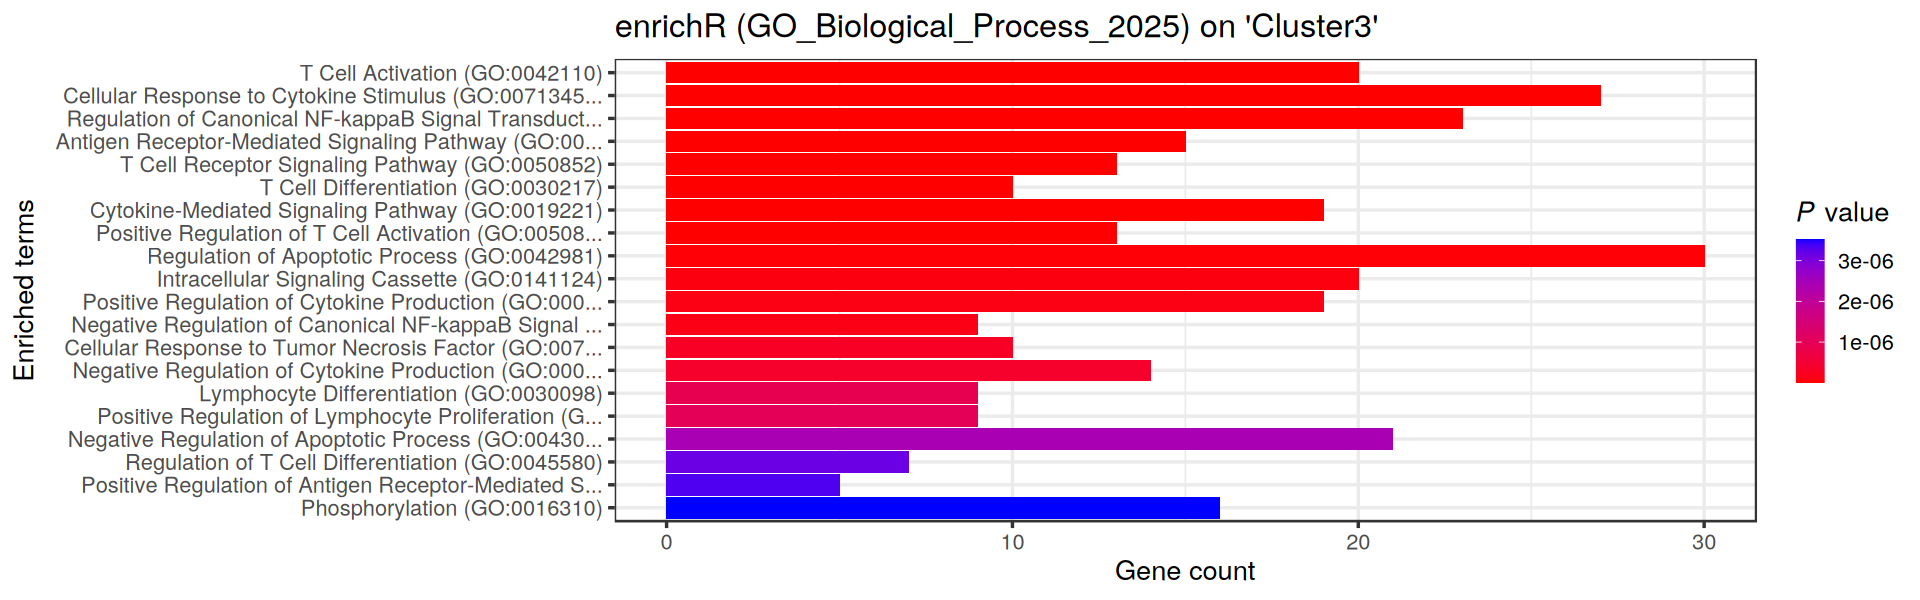 enrichR (GO_Biological_Process_2025) on 'Cluster3'
T Cell Activation (GO:0042110)
Cellular Response to Cytokine Stimulus (GO:0071345...
Regulation of Canonical NF-kappaB Signal Transduct...
Antigen Receptor-Mediated Signaling Pathway (GO:00...
T Cell Receptor Signaling Pathway (GO:0050852)
T Cell Differentiation (GO:0030217)
Cytokine-Mediated Signaling Pathway (GO:0019221)
Positive Regulation of T Cell Activation (GO:00508...
Regulation of Apoptotic Process (GO:0042981)
Intracellular Signaling Cassette (GO:0141124)
Positive Regulation of Cytokine Production (GO:000...
Negative Regulation of Canonical NF-kappaB Signal ...
Cellular Response to Tumor Necrosis Factor (GO:007...
Negative Regulation of Cytokine Production (GO:000...
Lymphocyte Differentiation (GO:0030098)
Positive Regulation of Lymphocyte Proliferation (G...
Negative Regulation of Apoptotic Process (GO:00430...
Regulation of T Cell Differentiation (GO:0045580)
Positive Regulation of Antigen Receptor-Mediated S...
Phosphorylation (GO:0016310)
Enriched terms
0 10 20 30
Gene count
P value
3e-06
2e-06
1e-06